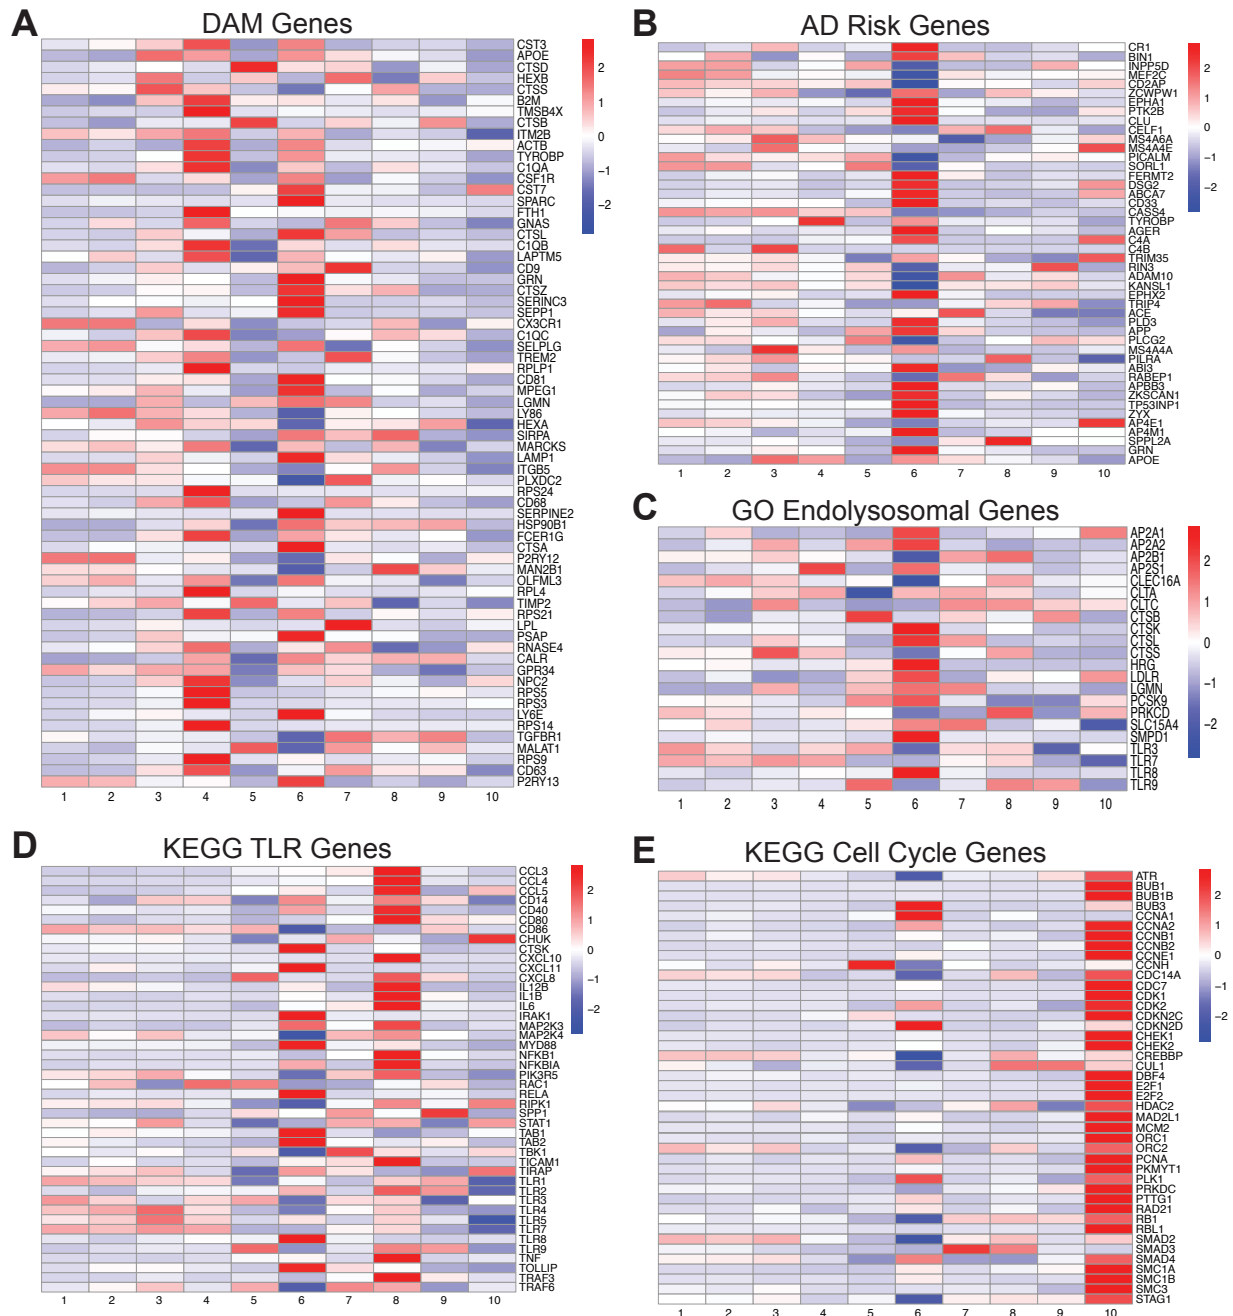 A
DAM Genes
CST3
APOE
CTSD
HEXB
CTSS
B2M
TMSB4X
CTSB
ITM2B
ACTB
TYROBP
C1QA
CSF1R
CST7
SPARC
FTH1
GNAS
CTSL
C1QB
LAPTM5
CD9
GRN
CTSZ
SERINC3
SEPP1
CX3CR1
C1QC
SELPLG
TREM2
RPLP1
CD81
MPEG1
LGMN
LY86
HEXA
SIRPA
MARCKS
LAMP1
ITGB5
PLXDC2
RPS24
CD68
SERPINE2
HSP90B1
FCER1G
CTSA
P2RY12
MAN2B1
OLFML3
RPL4
TIMP2
RPS21
LPL
PSAP
RNASE4
CALR
GPR34
NPC2
RPS5
RPS3
LY6E
RPS14
TGFBR1
MALAT1
RPS9
CD63
P2RY13
1 2 3 4 5 6 7 8 9 10
2
1
0
−1
−2
B
AD Risk Genes
CR1
BIN1
INPP5D
MEF2C
CD2AP
ZCWPW1
EPHA1
PTK2B
CLU
CELF1
MS4A6A
MS4A4E
PICALM
SORL1
FERMT2
DSG2
ABCA7
CD33
CASS4
TYROBP
AGER
C4A
C4B
TRIM35
RIN3
ADAM10
KANSL1
EPHX2
TRIP4
ACE
PLD3
APP
PLCG2
MS4A4A
PILRA
ABI3
RABEP1
APBB3
ZKSCAN1
TP53INP1
ZYX
AP4E1
AP4M1
SPPL2A
GRN
APOE
1 2 3 4 5 6 7 8 9 10
2
1
0
−1
−2
C
GO Endolysosomal Genes
AP2A1
AP2A2
AP2B1
AP2S1
CLEC16A
CLTA
CLTC
CTSB
CTSK
CTSL
CTSS
HRG
LDLR
LGMN
PCSK9
PRKCD
SLC15A4
SMPD1
TLR3
TLR7
TLR8
TLR9
1 2 3 4 5 6 7 8 9 10
2
1
0
−1
−2
D
KEGG TLR Genes
CCL3
CCL4
CCL5
CD14
CD40
CD80
CD86
CHUK
CTSK
CXCL10
CXCL11
CXCL8
IL12B
IL1B
IL6
IRAK1
MAP2K3
MAP2K4
MYD88
NFKB1
NFKBIA
PIK3R5
RAC1
RELA
RIPK1
SPP1
STAT1
TAB1
TAB2
TBK1
TICAM1
TIRAP
TLR1
TLR2
TLR3
TLR4
TLR5
TLR7
TLR8
TLR9
TNF
TOLLIP
TRAF3
TRAF6
1 2 3 4 5 6 7 8 9 10
2
1
0
−1
−2
E
KEGG Cell Cycle Genes
ATR
BUB1
BUB1B
BUB3
CCNA1
CCNA2
CCNB1
CCNB2
CCNE1
CCNH
CDC14A
CDC7
CDK1
CDK2
CDKN2C
CDKN2D
CHEK1
CHEK2
CREBBP
CUL1
DBF4
E2F1
E2F2
HDAC2
MAD2L1
MCM2
ORC1
ORC2
PCNA
PKMYT1
PLK1
PRKDC
PTTG1
RAD21
RB1
RBL1
SMAD2
SMAD3
SMAD4
SMC1A
SMC1B
SMC3
STAG1
1 2 3 4 5 6 7 8 9 10
2
1
0
−1
−2